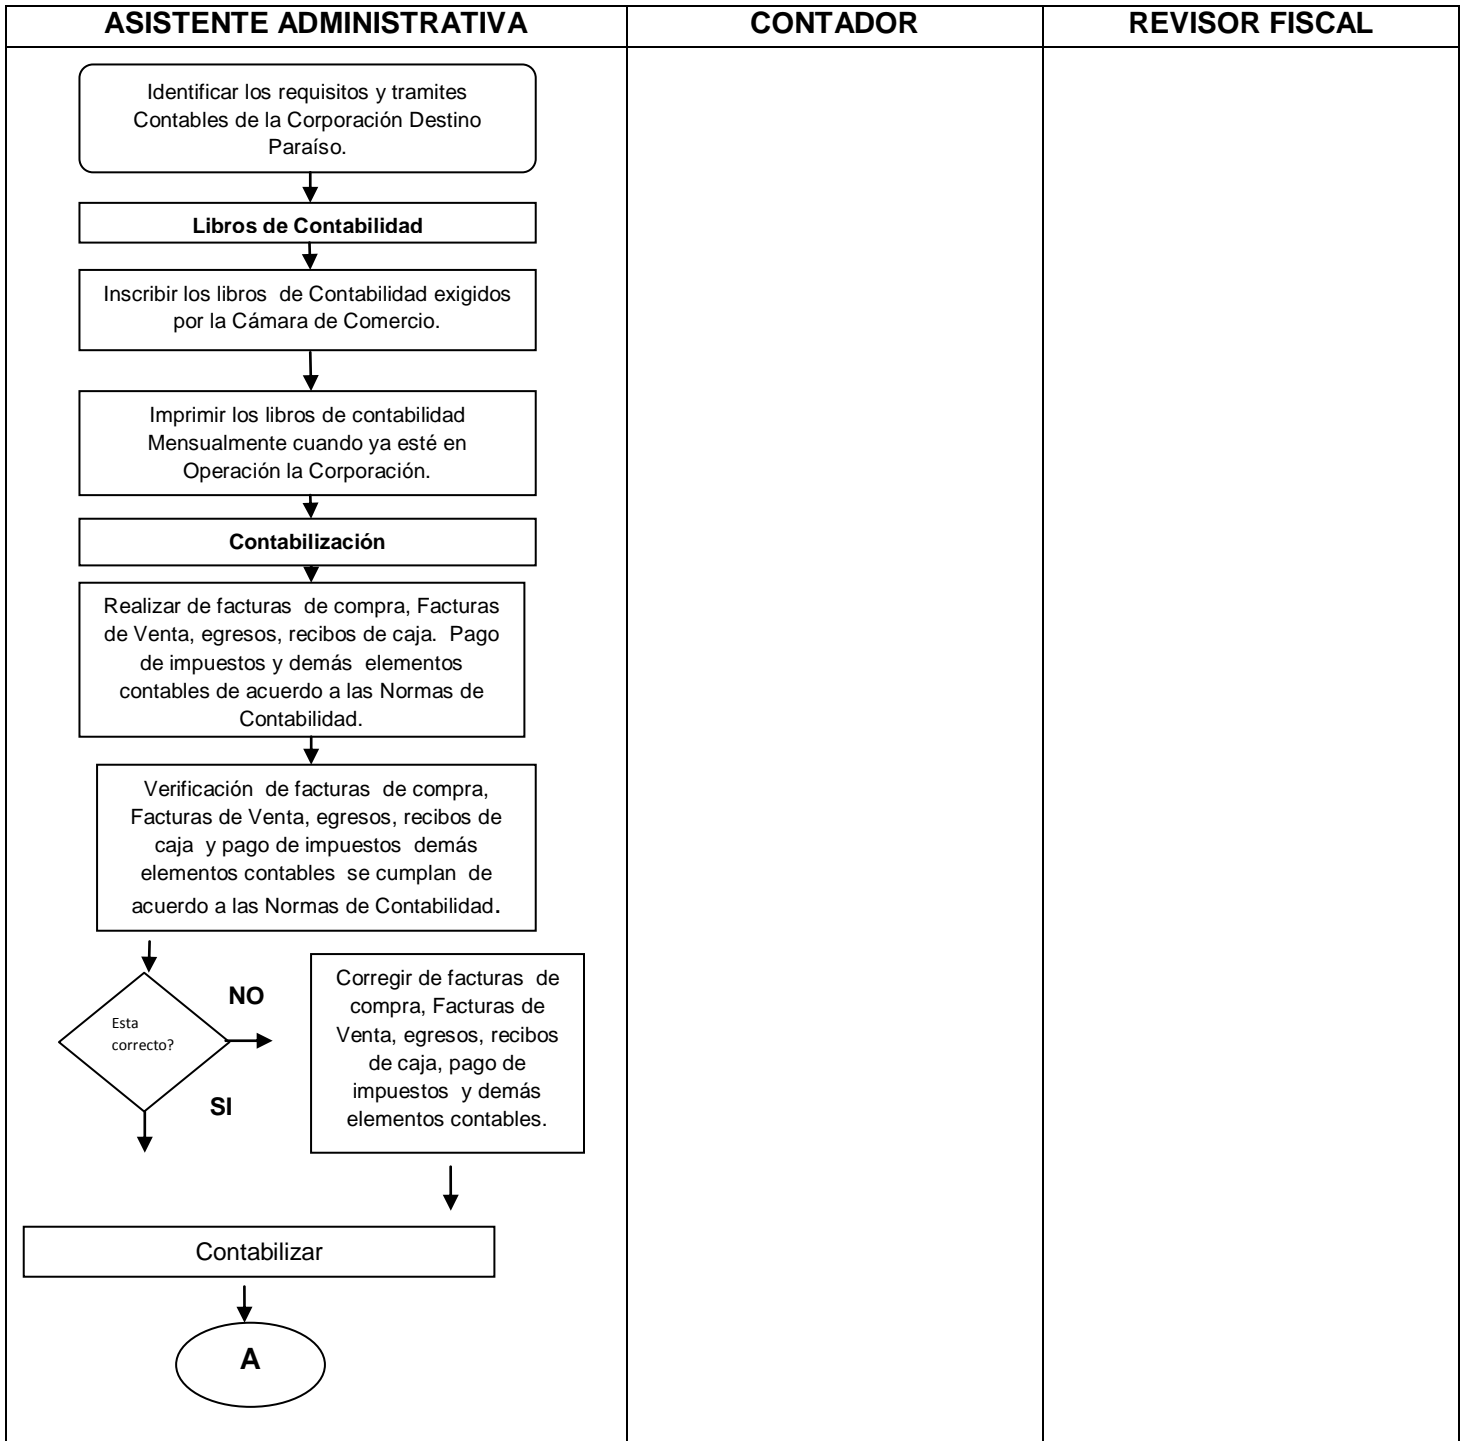 ASISTENTE ADMINISTRATIVA
CONTADOR
REVISOR FISCAL
Identificar los requisitos y tramites
Contables de la Corporación Destino
Paraíso.
Libros de Contabilidad
Inscribir los libros de Contabilidad exigidos
por la Cámara de Comercio.
Imprimir los libros de contabilidad
Mensualmente cuando ya esté en
Operación la Corporación.
Contabilización
Realizar de facturas de compra, Facturas
de Venta, egresos, recibos de caja. Pago
de impuestos y demás elementos
contables de acuerdo a las Normas de
Contabilidad.
Verificación de facturas de compra,
Facturas de Venta, egresos, recibos de
caja y pago de impuestos demás
elementos contables se cumplan de
acuerdo a las Normas de Contabilidad.
Esta
correcto?
NO
SI
Corregir de facturas de
compra, Facturas de
Venta, egresos, recibos
de caja, pago de
impuestos y demás
elementos contables.
Contabilizar
A